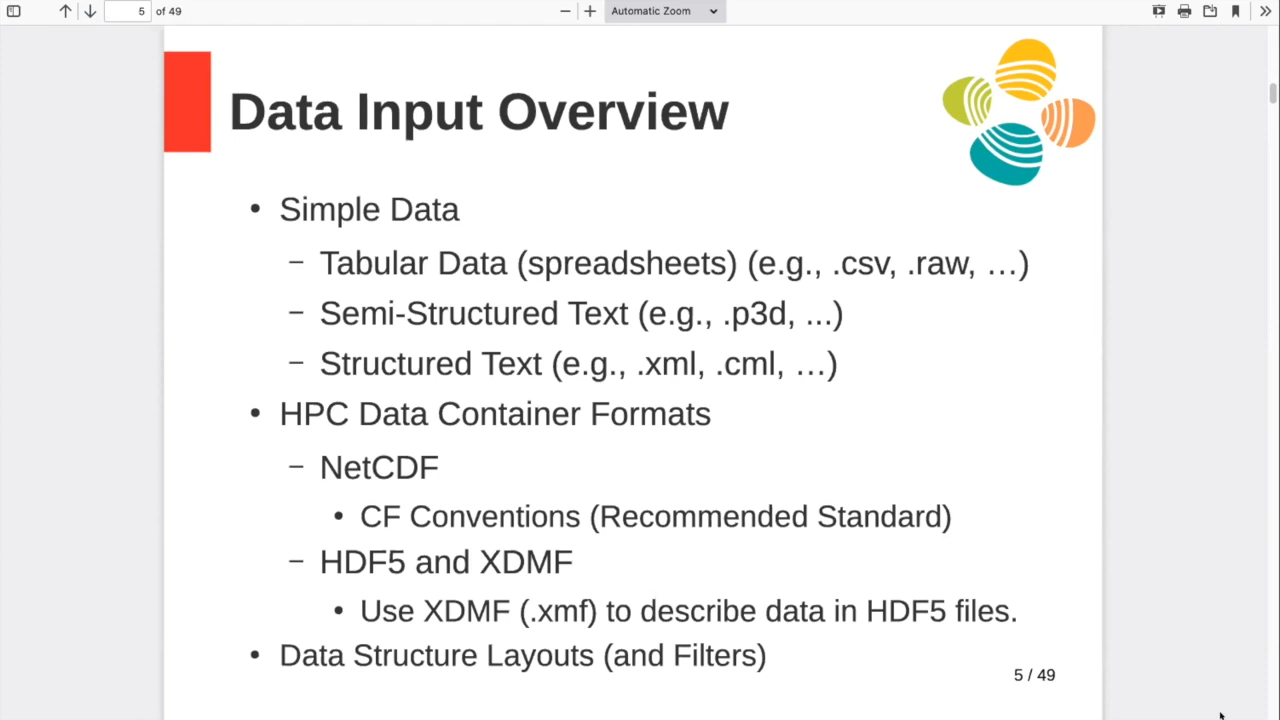 5 of 49
Automatic Zoom
Data Input Overview
• Simple Data
– Tabular Data (spreadsheets) (e.g., .csv, .raw, …)
– Semi-Structured Text (e.g., .p3d, ...)
– Structured Text (e.g., .xml, .cml, …)
• HPC Data Container Formats
– NetCDF
• CF Conventions (Recommended Standard)
– HDF5 and XDMF
• Use XDMF (.xmf) to describe data in HDF5 files.
• Data Structure Layouts (and Filters)
5 / 49